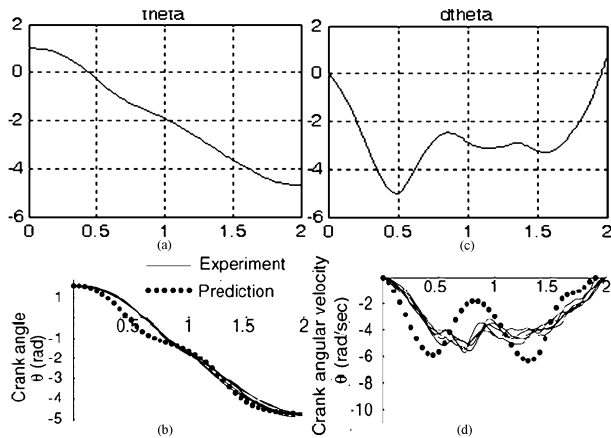 theta
2
0
-2
-4
-6
0 0.5 1 1.5 2
(a)
dtheta
2
0
-2
-4
-6
0 0.5 1 1.5 2
(c)
Experiment
Prediction
Crank angle
θ (rad)
1
-1
-2
-3
-4
-5
0.5 1 1.5 2
(b)
Crank angular velocity
θ̇ (rad/sec)
0.5 1 1.5 2
-2
-4
-6
-8
-10
(d)